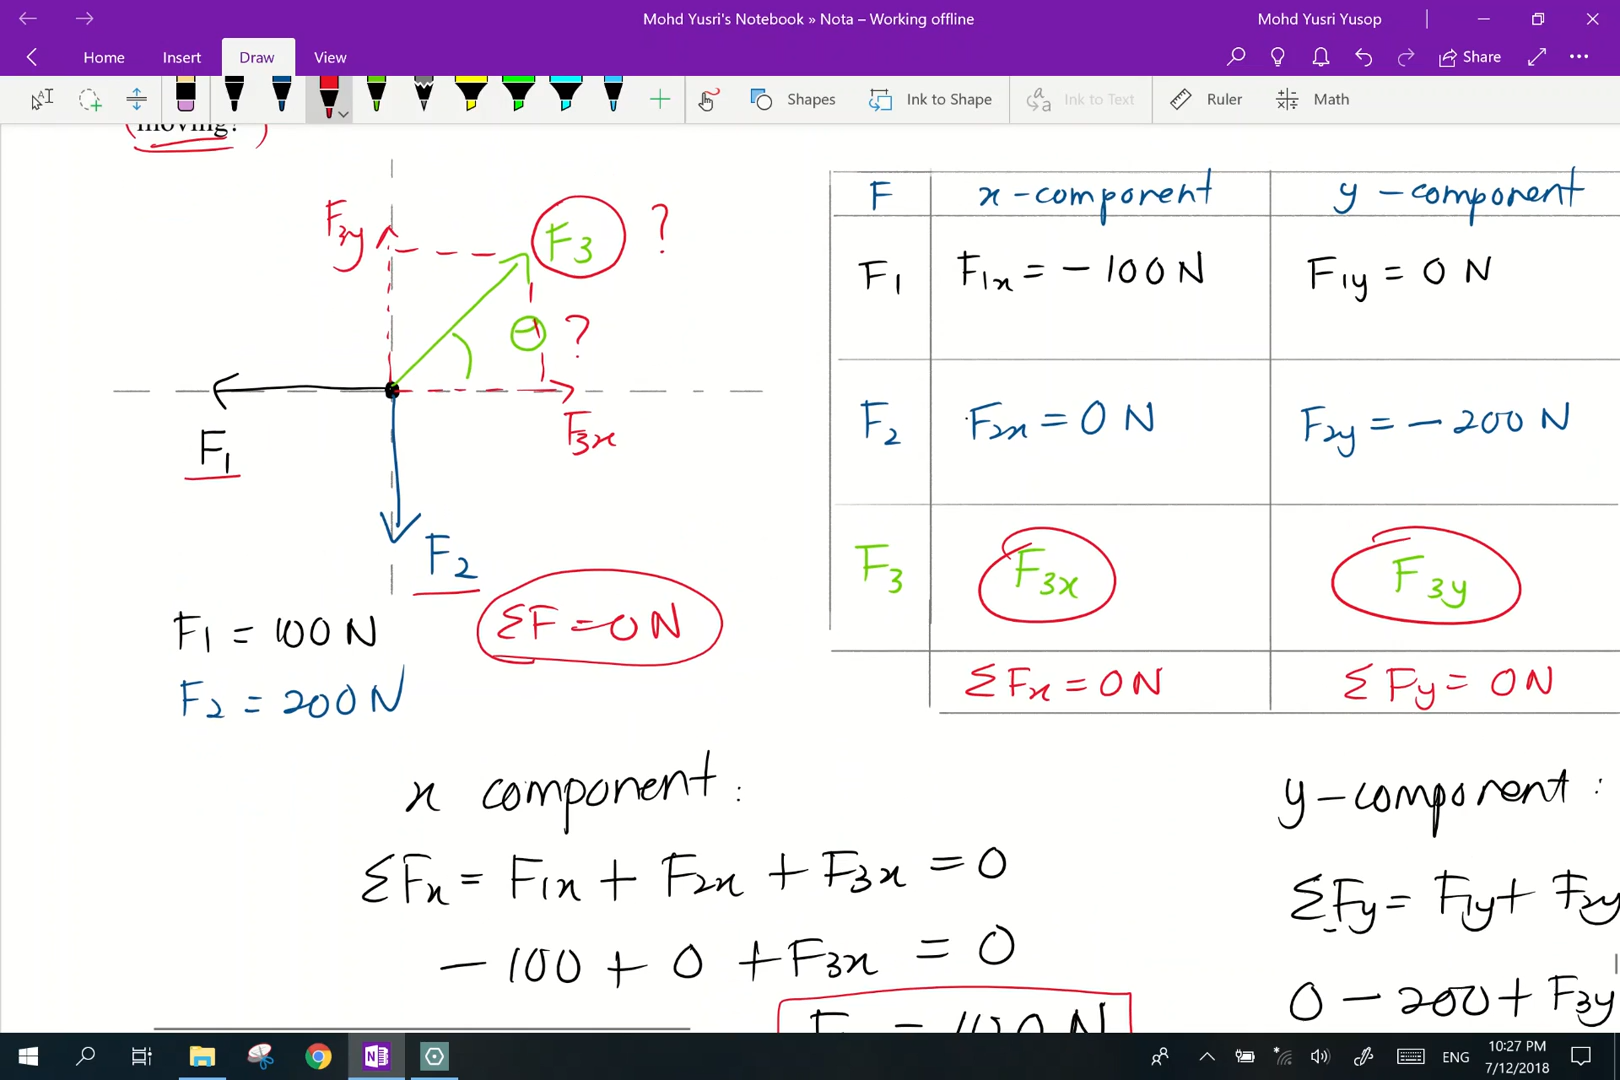 Mohd Yusri's Notebook » Nota – Working offline
Mohd Yusri Yusop
Home Insert Draw View
Share
Shapes
Ink to Shape
Ink to Text
Ruler
Math
moving?
F3y
F3 ?
θ ?
F3x
F1
F2
F1 = 100 N
F2 = 200 N
ΣF = 0 N
F x-component y-component
F1 F1x = -100 N F1y = 0 N
F2 F2x = 0 N F2y = -200 N
F3 F3x F3y
ΣFx = 0 N ΣFy = 0 N
x component :
ΣFx = F1x + F2x + F3x = 0
-100 + 0 + F3x = 0
= 100 N
y-component :
ΣFy = F1y + F2y
0 - 200 + F3y
ENG
10:27 PM
7/12/2018